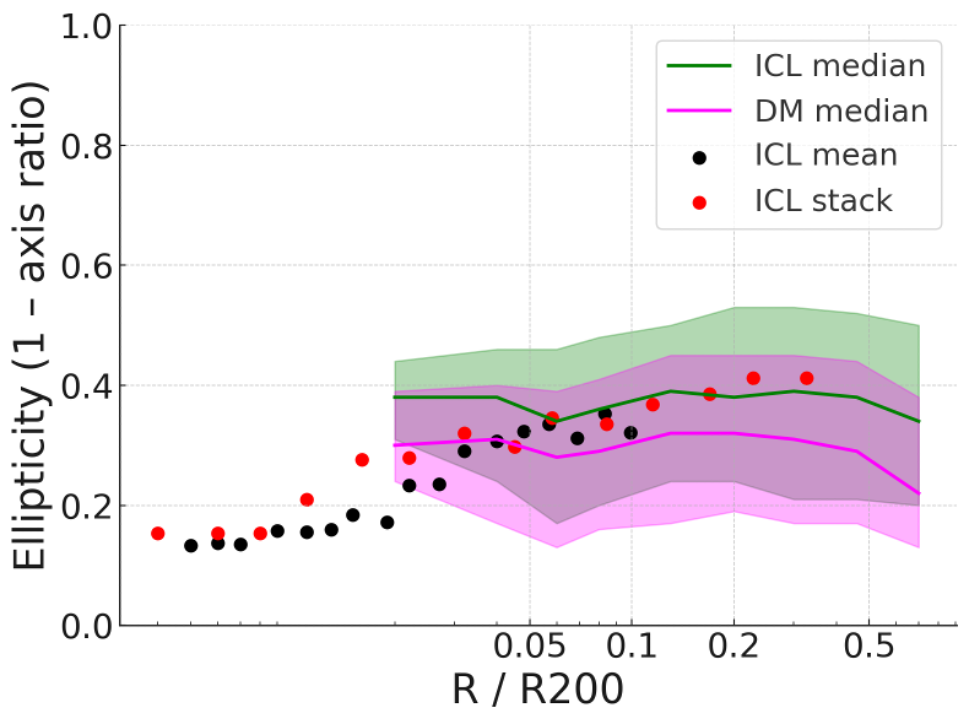 Ellipticity (1 – axis ratio)
1.0
0.8
0.6
0.4
0.2
0.0
ICL median
DM median
ICL mean
ICL stack
0.05
0.1
0.2
0.5
R / R200